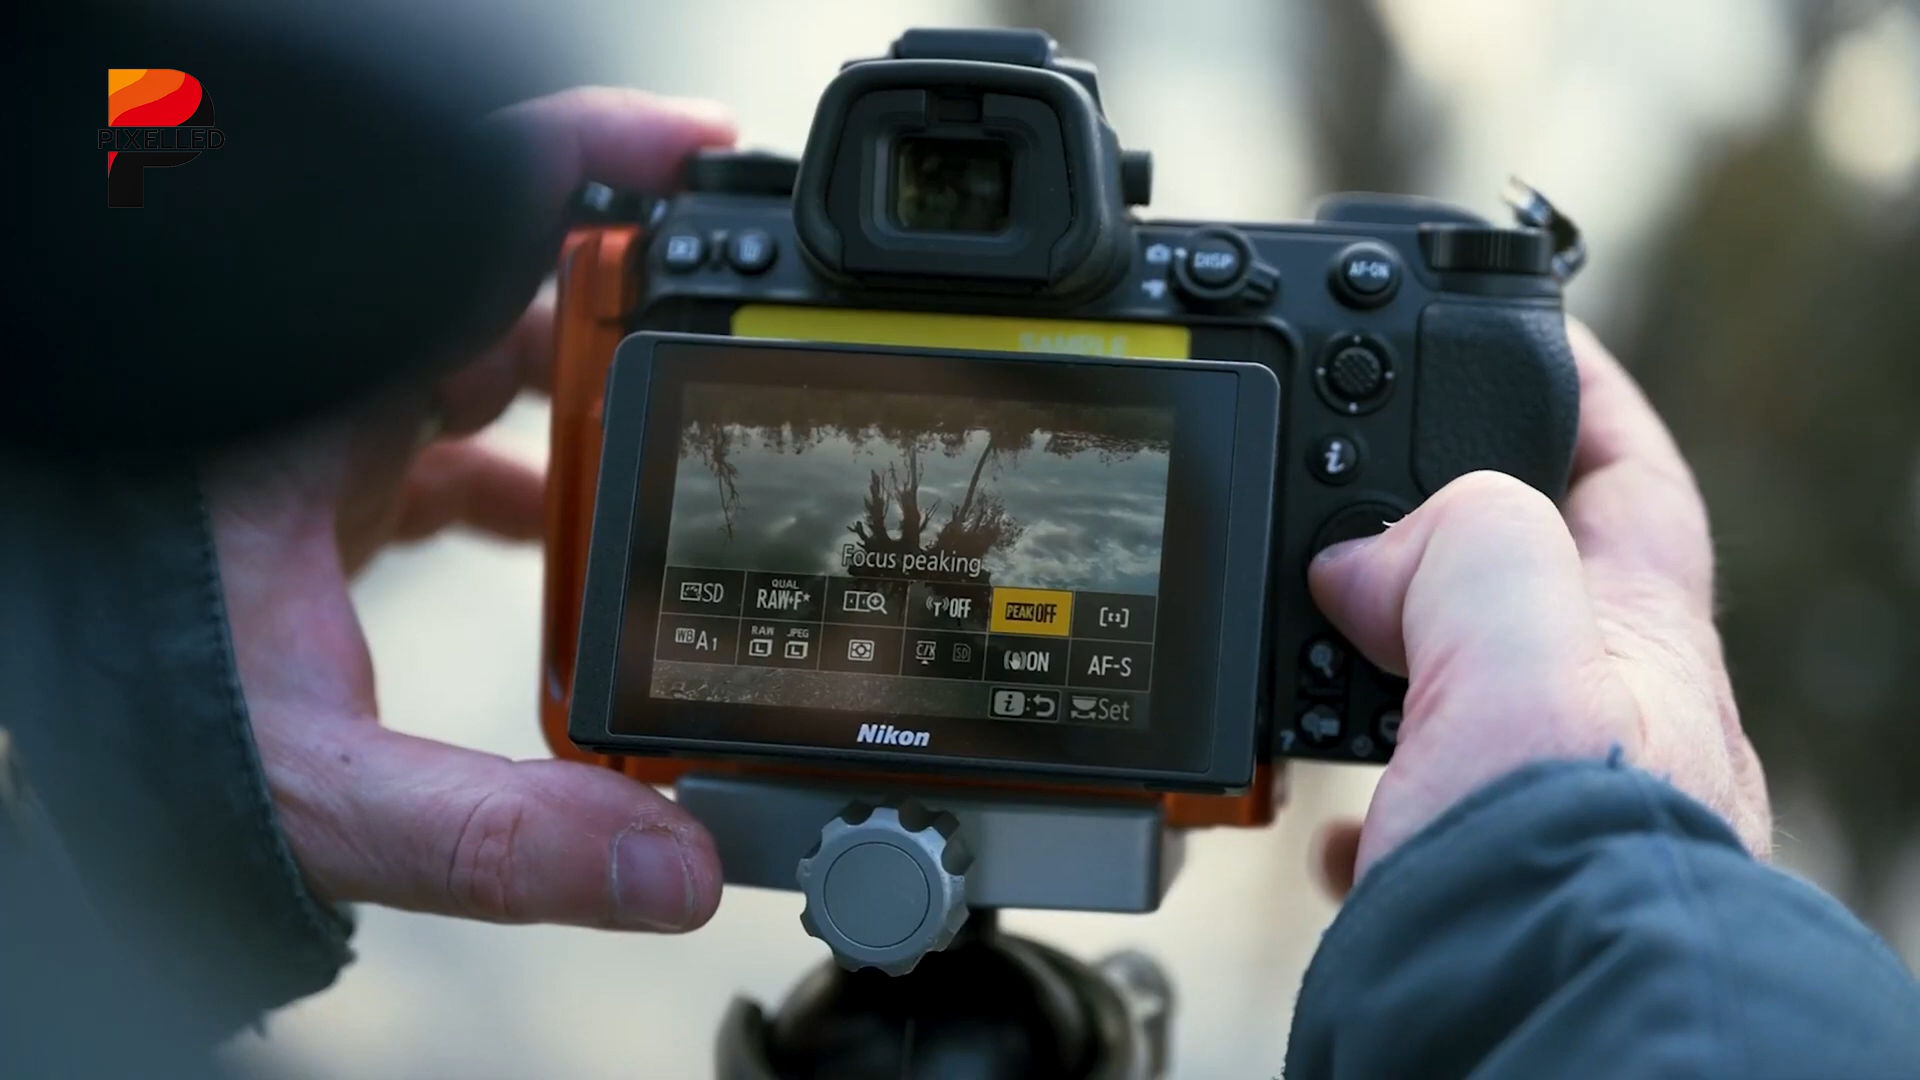 PIXELLED
DISP
AF-ON
SAMPLE
i
Focus peaking
SD
QUAL
RAW+F*
OFF
PEAK OFF
WB A1
RAW JPEG
L L
SD
ON
AF-S
i : Set
Nikon
?